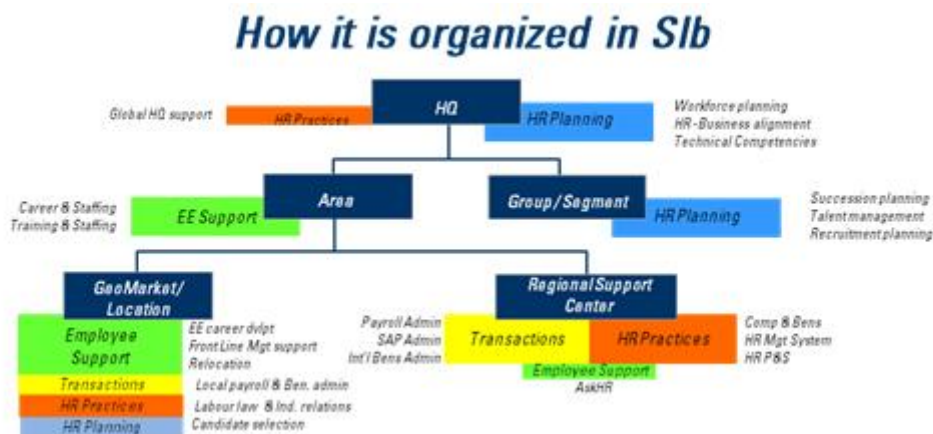 How it is organized in Slb
Global HQ support
HR Practices
HQ
HR Planning
Workforce planning
HR-Business alignment
Technical Competencies
Career & Staffing
Training & Staffing
EE Support
Area
Group / Segment
HR Planning
Succession planning
Talent management
Recruitment planning
GeoMarket/
Location
Employee
Support
EE career dvlpt
Front Line Mgt support
Relocation
Transactions
Local payroll & Ben. admin
HR Practices
Labour law & Ind. relations
HR Planning
Candidate selection
Regional Support
Center
Payroll Admin
SAP Admin
Int'l Bens Admin
Transactions
HR Practices
Comp & Bens
HR Mgt System
HR P&S
Employee Support
AskHR